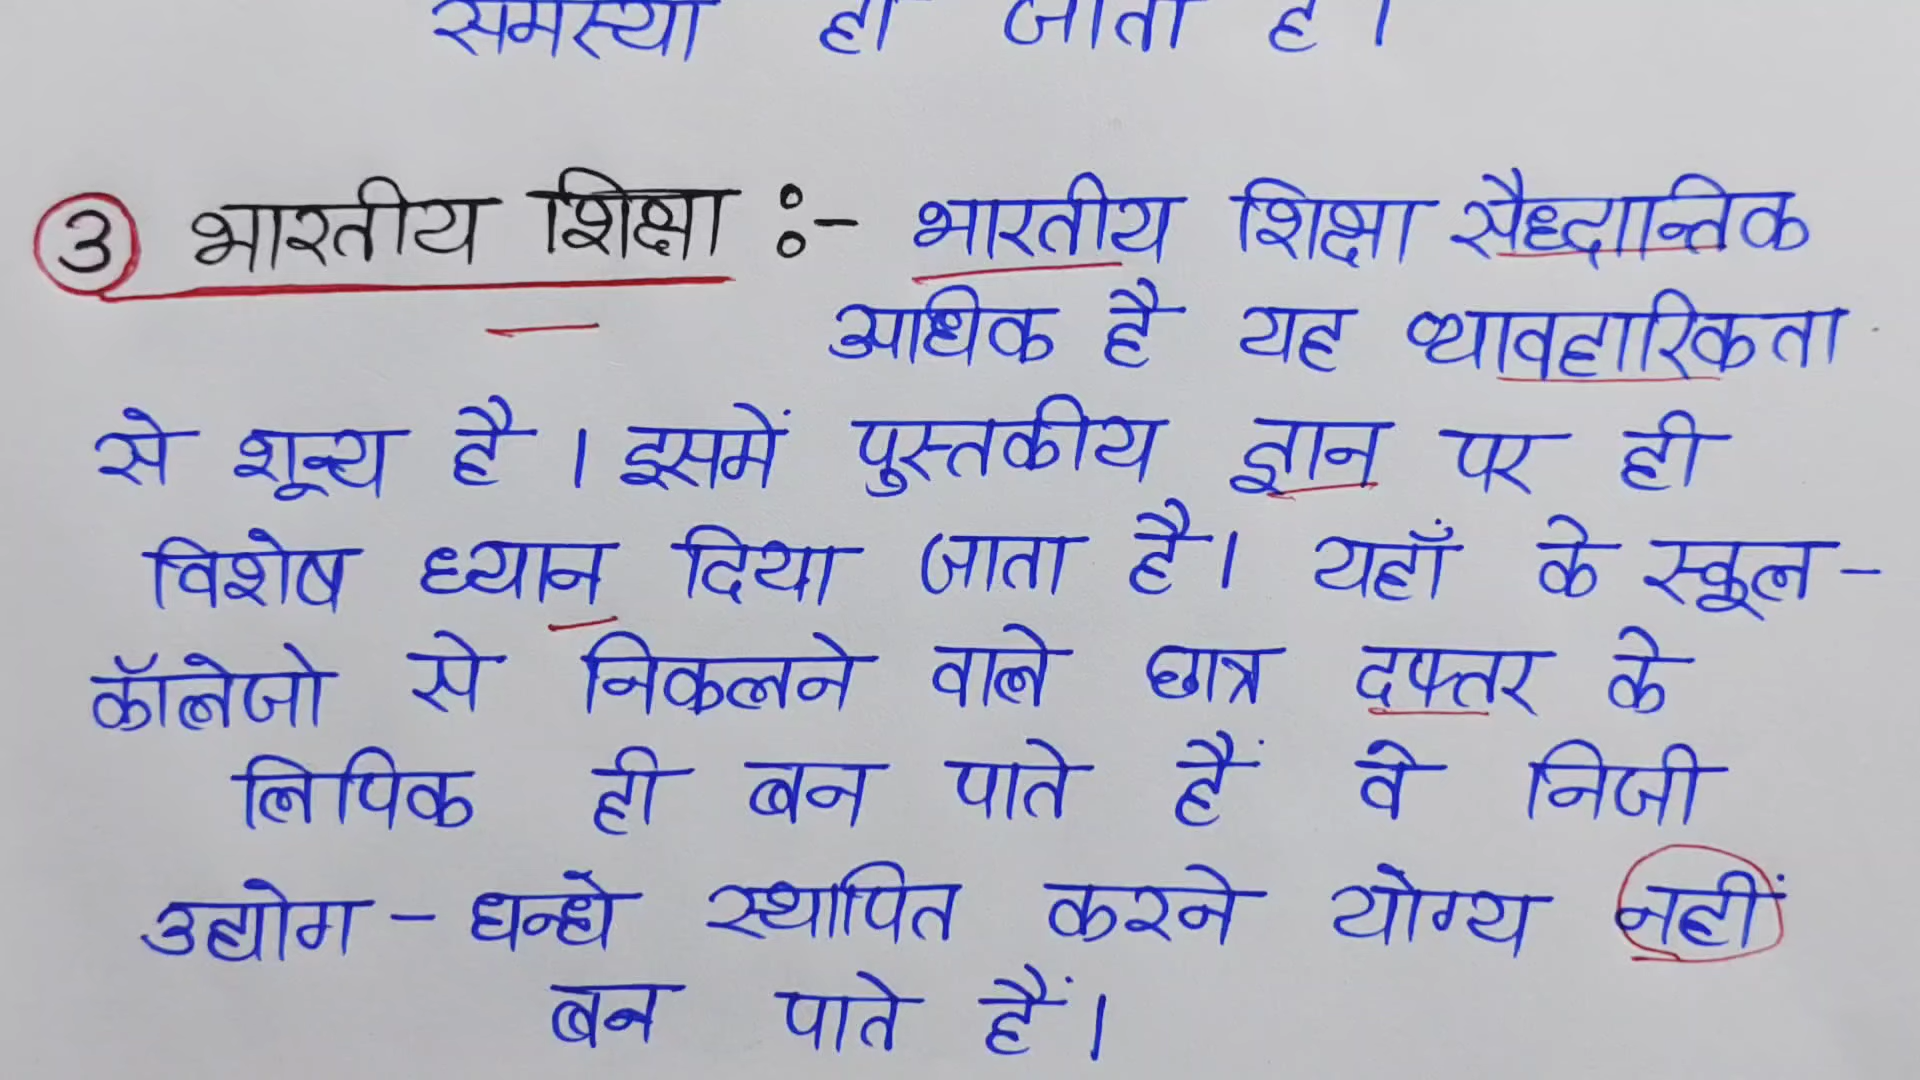 समस्या हो जाता है।
3 भारतीय शिक्षा :- भारतीय शिक्षा सैद्धान्तिक
अधिक है यह व्यावहारिकता
से शून्य है। इसमें पुस्तकीय ज्ञान पर ही
विशेष ध्यान दिया जाता है। यहाँ के स्कूल-
कॉलेजो से निकलने वाले छात्र दफ्तर के
लिपिक ही बन पाते हैं वे निजी
उद्योग - धन्धे स्थापित करने योग्य नहीं
बन पाते हैं।